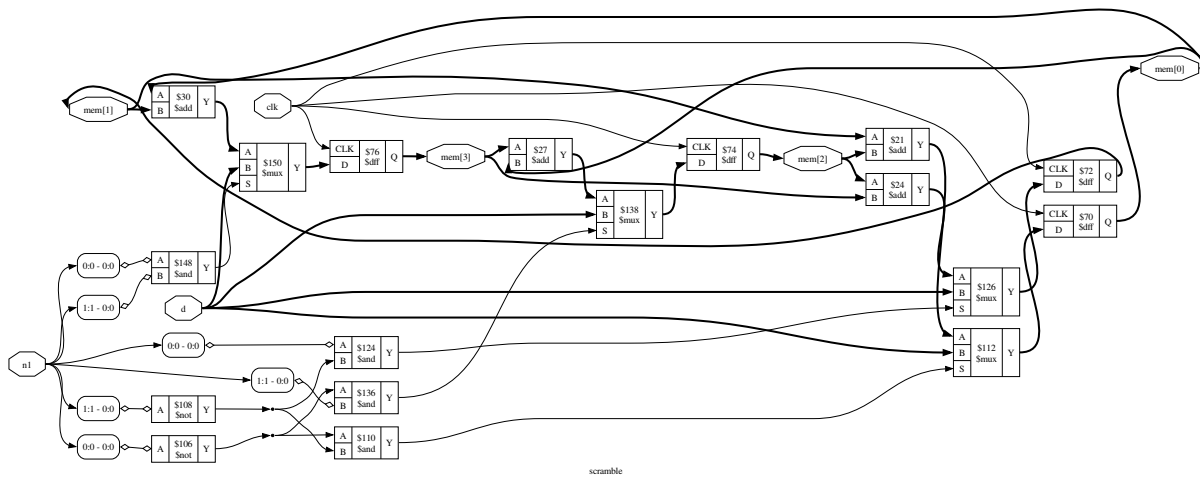 mem[0]
mem[1]
A
B
$30
$add
Y
clk
A
B
S
$150
$mux
Y
CLK
D
$76
$dff
Q
mem[3]
A
B
$27
$add
Y
CLK
D
$74
$dff
Q
mem[2]
A
B
$21
$add
Y
A
B
$24
$add
Y
CLK
D
$72
$dff
Q
CLK
D
$70
$dff
Q
A
B
S
$138
$mux
Y
0:0 - 0:0
A
B
$148
$and
Y
1:1 - 0:0
d
A
B
S
$126
$mux
Y
0:0 - 0:0
A
B
$124
$and
Y
A
B
S
$112
$mux
Y
n1
1:1 - 0:0
A
B
$136
$and
Y
1:1 - 0:0
A
$108
$not
Y
0:0 - 0:0
A
$106
$not
Y
A
B
$110
$and
Y
scramble